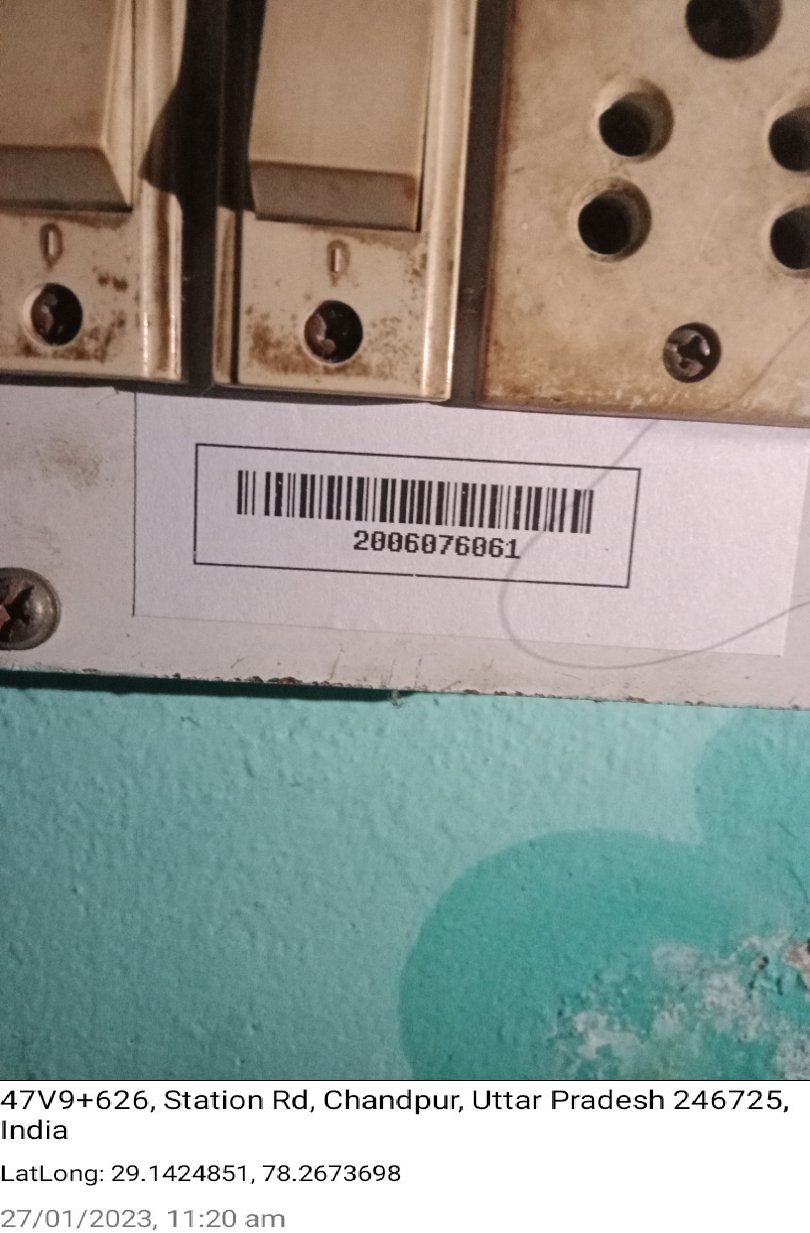 2006076061
47V9+626, Station Rd, Chandpur, Uttar Pradesh 246725,
India
LatLong: 29.1424851, 78.2673698
27/01/2023, 11:20 am